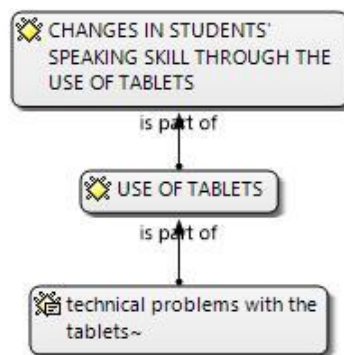 CHANGES IN STUDENTS'
SPEAKING SKILL THROUGH THE
USE OF TABLETS
is part of
USE OF TABLETS
is part of
technical problems with the
tablets~